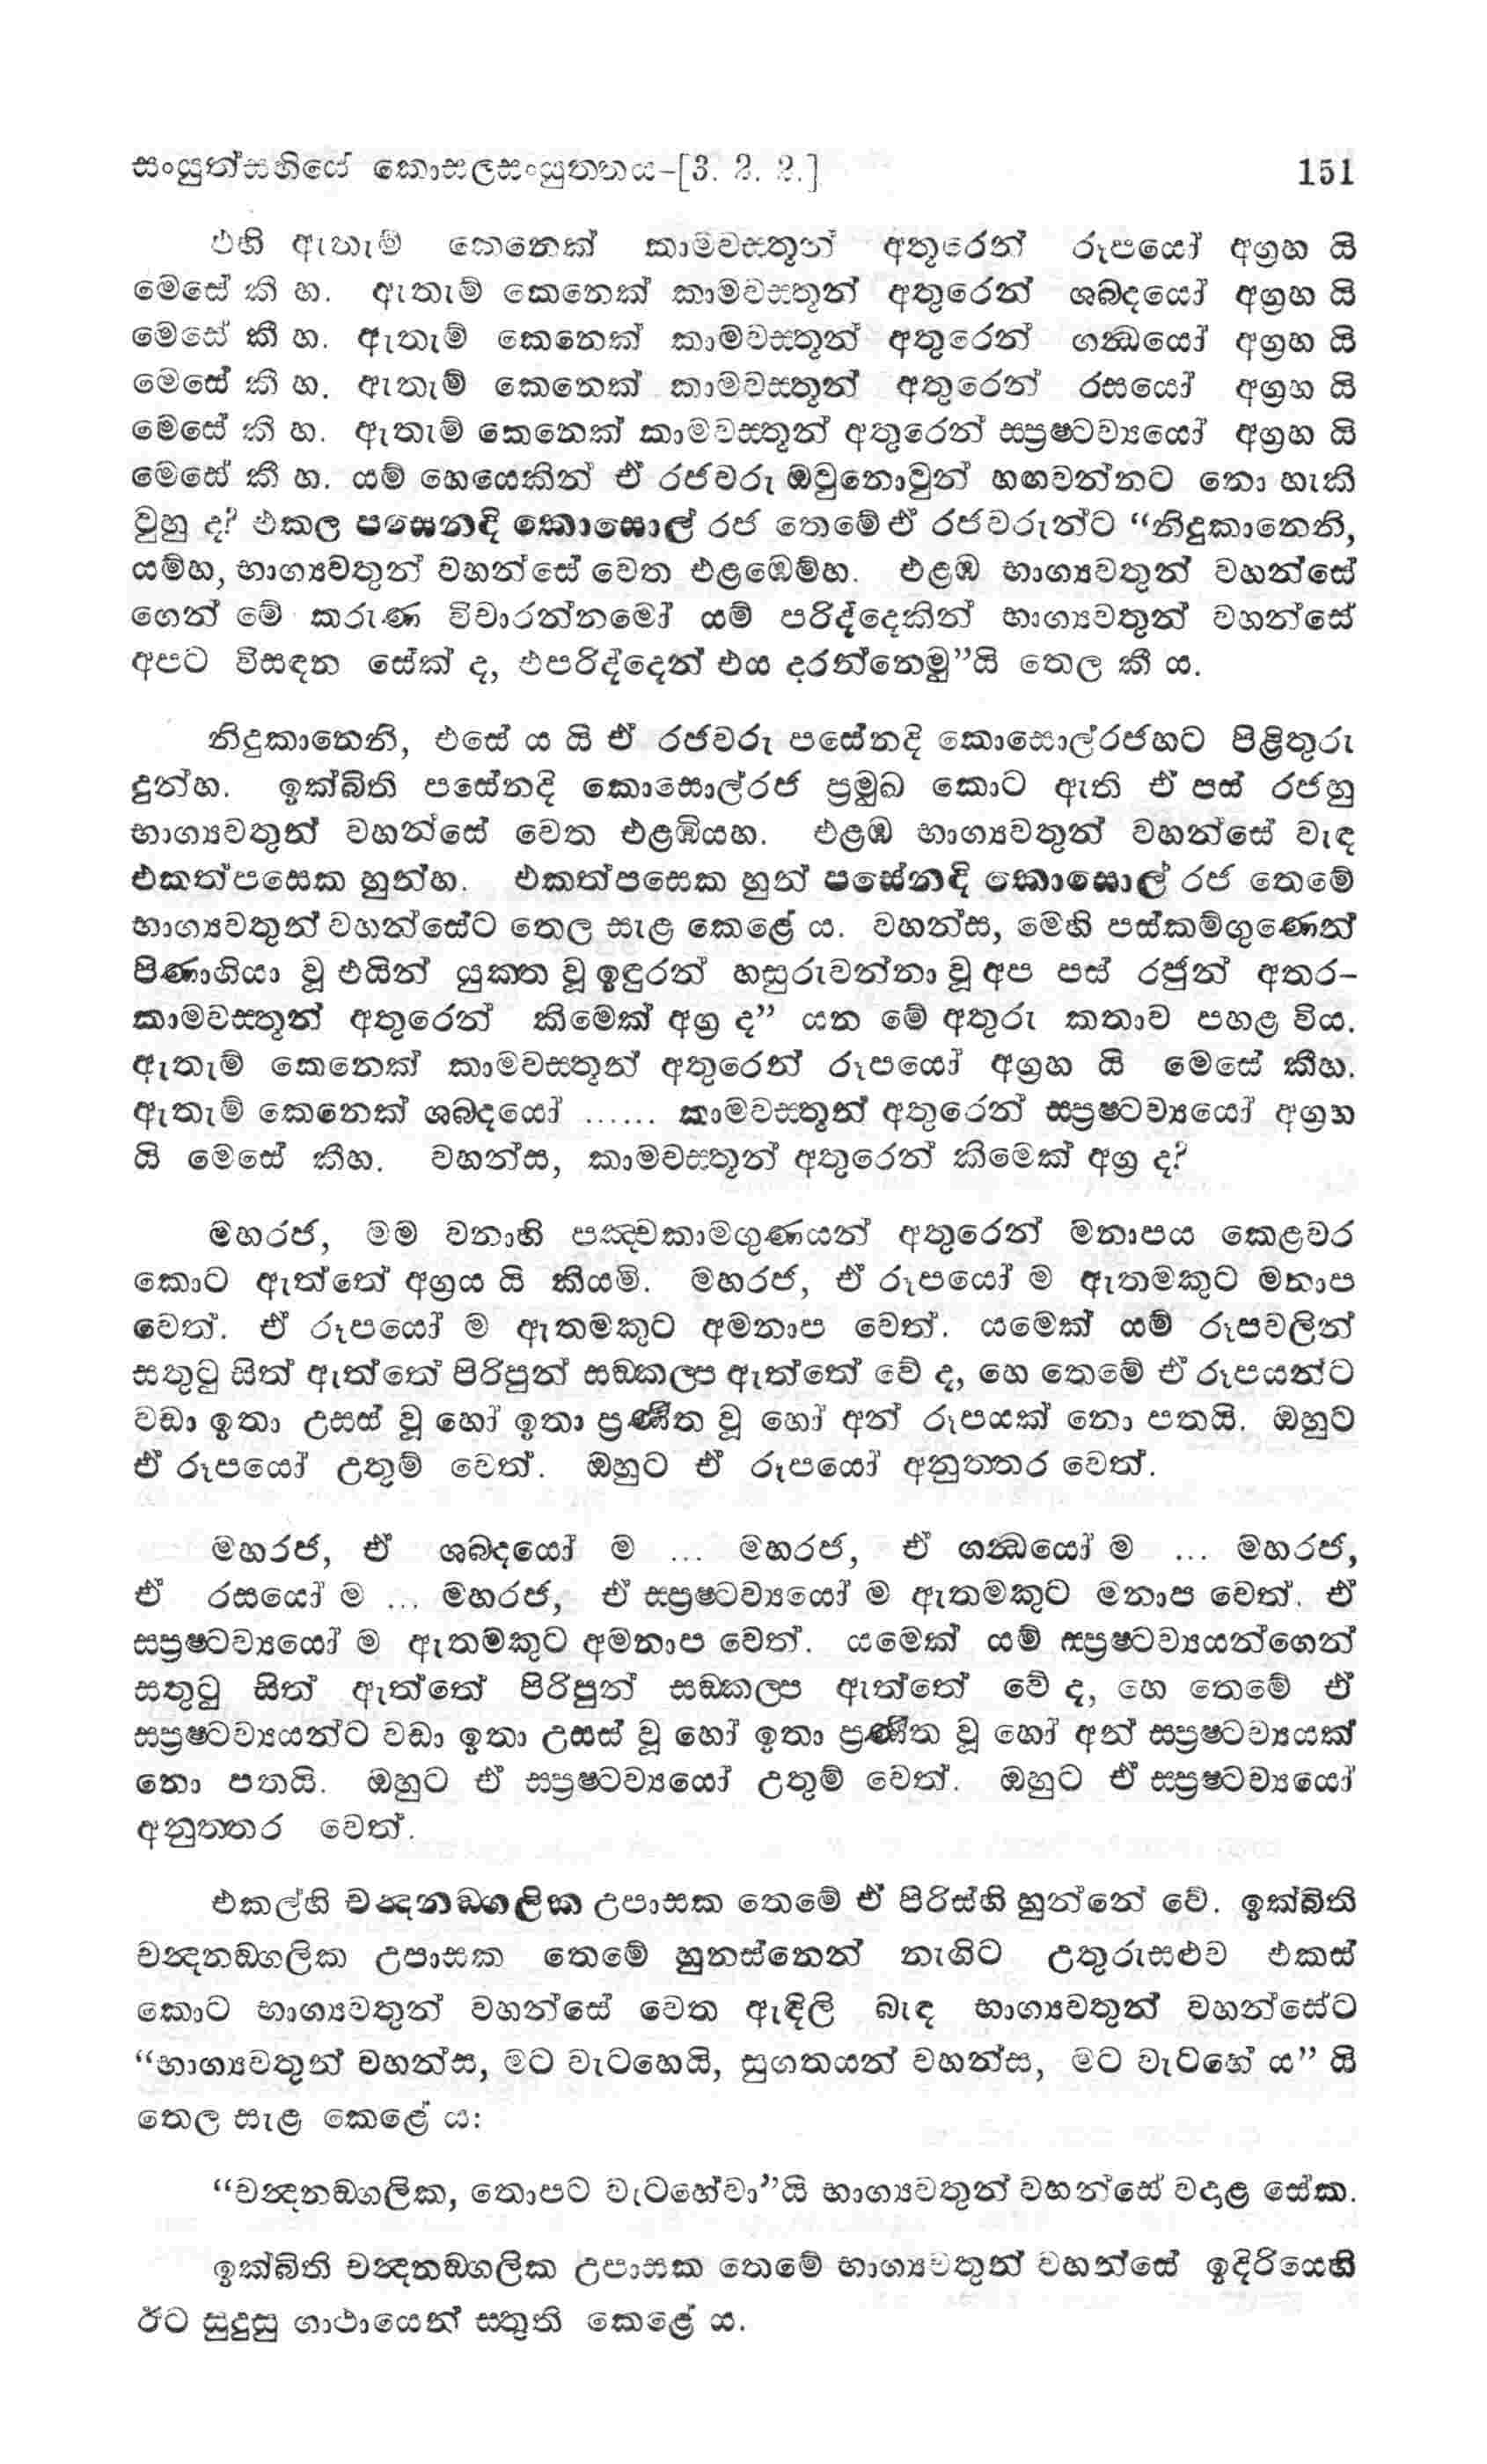 සංයුත්සඟියේ කොසලසංයුත්තය-[3. 2. 2.] 151
එහි ඇතැම් කෙනෙක් කාමවස්තූන් අතුරෙන් රූපයෝ අග්‍රහ යි
මෙසේ කී හ. ඇතැම් කෙනෙක් කාමවස්තූන් අතුරෙන් ශබ්දයෝ අග්‍රහ යි
මෙසේ කී හ. ඇතැම් කෙනෙක් කාමවස්තූන් අතුරෙන් ගන්ධයෝ අග්‍රහ යි
මෙසේ කී හ. ඇතැම් කෙනෙක් කාමවස්තූන් අතුරෙන් රසයෝ අග්‍රහ යි
මෙසේ කී හ. ඇතැම් කෙනෙක් කාමවස්තූන් අතුරෙන් ස්ප්‍රෂ්ටව්‍යයෝ අග්‍රහ යි
මෙසේ කී හ. යම් හෙයෙකින් ඒ රජවරු ඔවුනොවුන් හඟවන්නට නො හැකි
වූහු ද? එකල පසෙනදි කොසොල් රජ තෙමේ ඒ රජවරුන්ට “නිදුකානෙනි,
යම්හ, භාග්‍යවතුන් වහන්සේ වෙත එළඹෙම්හ. එළඹ භාග්‍යවතුන් වහන්සේ
ගෙන් මේ කරුණ විචාරන්නමෝ යම් පරිද්දෙකින් භාග්‍යවතුන් වහන්සේ
අපට විසඳන සේක් ද, එපරිද්දෙන් එය දරන්නෙමු”යි තෙල කී ය.
නිදුකානෙනි, එසේ ය යි ඒ රජවරු පසේනදි කොසොල්රජහට පිළිතුරු
දුන්හ. ඉක්බිති පසේනදි කොසොල්රජ ප්‍රමුඛ කොට ඇති ඒ පස් රජහු
භාග්‍යවතුන් වහන්සේ වෙත එළඹියහ. එළඹ භාග්‍යවතුන් වහන්සේ වැඳ
එකත්පසෙක හුන්හ. එකත්පසෙක හුන් පසේනදි කොසොල් රජ තෙමේ
භාග්‍යවතුන් වහන්සේට තෙල සැළ කෙළේ ය. වහන්ස, මෙහි පස්කම්ගුණෙන්
පිණාගියා වූ එයින් යුක්ත වූ ඉඳුරන් හසුරුවන්නා වූ අප පස් රජුන් අතර-
කාමවස්තූන් අතුරෙන් කිමෙක් අග්‍ර ද” යන මේ අතුරු කතාව පහළ විය.
ඇතැම් කෙනෙක් කාමවස්තූන් අතුරෙන් රූපයෝ අග්‍රහ යි මෙසේ කීහ.
ඇතැම් කෙනෙක් ශබ්දයෝ ...... කාමවස්තූන් අතුරෙන් ස්ප්‍රෂ්ටව්‍යයෝ අග්‍රහ
යි මෙසේ කීහ. වහන්ස, කාමවස්තූන් අතුරෙන් කිමෙක් අග්‍ර ද?
මහරජ, මම වනාහි පඤ්චකාමගුණයන් අතුරෙන් මනාපය කෙළවර
කොට ඇත්තේ අග්‍රය යි කියමි. මහරජ, ඒ රූපයෝ ම ඇතමකුට මනාප
වෙත්. ඒ රූපයෝ ම ඇතමකුට අමනාප වෙත්. යමෙක් යම් රූපවලින්
සතුටු සිත් ඇත්තේ පිරිපුන් සඞ්කල්ප ඇත්තේ වේ ද, හෙ තෙමේ ඒ රූපයන්ට
වඩා ඉතා උසස් වූ හෝ ඉතා ප්‍රණීත වූ හෝ අන් රූපයක් නො පතයි. ඔහුට
ඒ රූපයෝ උතුම් වෙත්. ඔහුට ඒ රූපයෝ අනුත්තර වෙත්.
මහරජ, ඒ ශබ්දයෝ ම ... මහරජ, ඒ ගන්ධයෝ ම ... මහරජ,
ඒ රසයෝ ම ... මහරජ, ඒ ස්ප්‍රෂ්ටව්‍යයෝ ම ඇතමකුට මනාප වෙත්. ඒ
ස්ප්‍රෂ්ටව්‍යයෝ ම ඇතමකුට අමනාප වෙත්. යමෙක් යම් ස්ප්‍රෂ්ටව්‍යයන්ගෙන්
සතුටු සිත් ඇත්තේ පිරිපුන් සඞ්කල්ප ඇත්තේ වේ ද, හෙ තෙමේ ඒ
ස්ප්‍රෂ්ටව්‍යයන්ට වඩා ඉතා උසස් වූ හෝ ඉතා ප්‍රණීත වූ හෝ අන් ස්ප්‍රෂ්ටව්‍යයක්
නො පතයි. ඔහුට ඒ ස්ප්‍රෂ්ටව්‍යයෝ උතුම් වෙත්. ඔහුට ඒ ස්ප්‍රෂ්ටව්‍යයෝ
අනුත්තර වෙත්.
එකල්හි චන්දනඞ්ගලික උපාසක තෙමේ ඒ පිරිස්හි හුන්නේ වේ. ඉක්බිති
චන්දනඞ්ගලික උපාසක තෙමේ හුනස්නෙන් නැගිට උතුරුසළුව එකස්
කොට භාග්‍යවතුන් වහන්සේ වෙත ඇඳිලි බැඳ භාග්‍යවතුන් වහන්සේට
“භාග්‍යවතුන් වහන්ස, මට වැටහෙයි, සුගතයන් වහන්ස, මට වැටහේ ය” යි
තෙල සැළ කෙළේ ය:
“චන්දනඞ්ගලික, තොපට වැටහේවා”යි භාග්‍යවතුන් වහන්සේ වදාළ සේක.
ඉක්බිති චන්දනඞ්ගලික උපාසක තෙමේ භාග්‍යවතුන් වහන්සේ ඉදිරියෙහි
ඊට සුදුසු ගාථායෙන් ස්තුති කෙළේ ය.